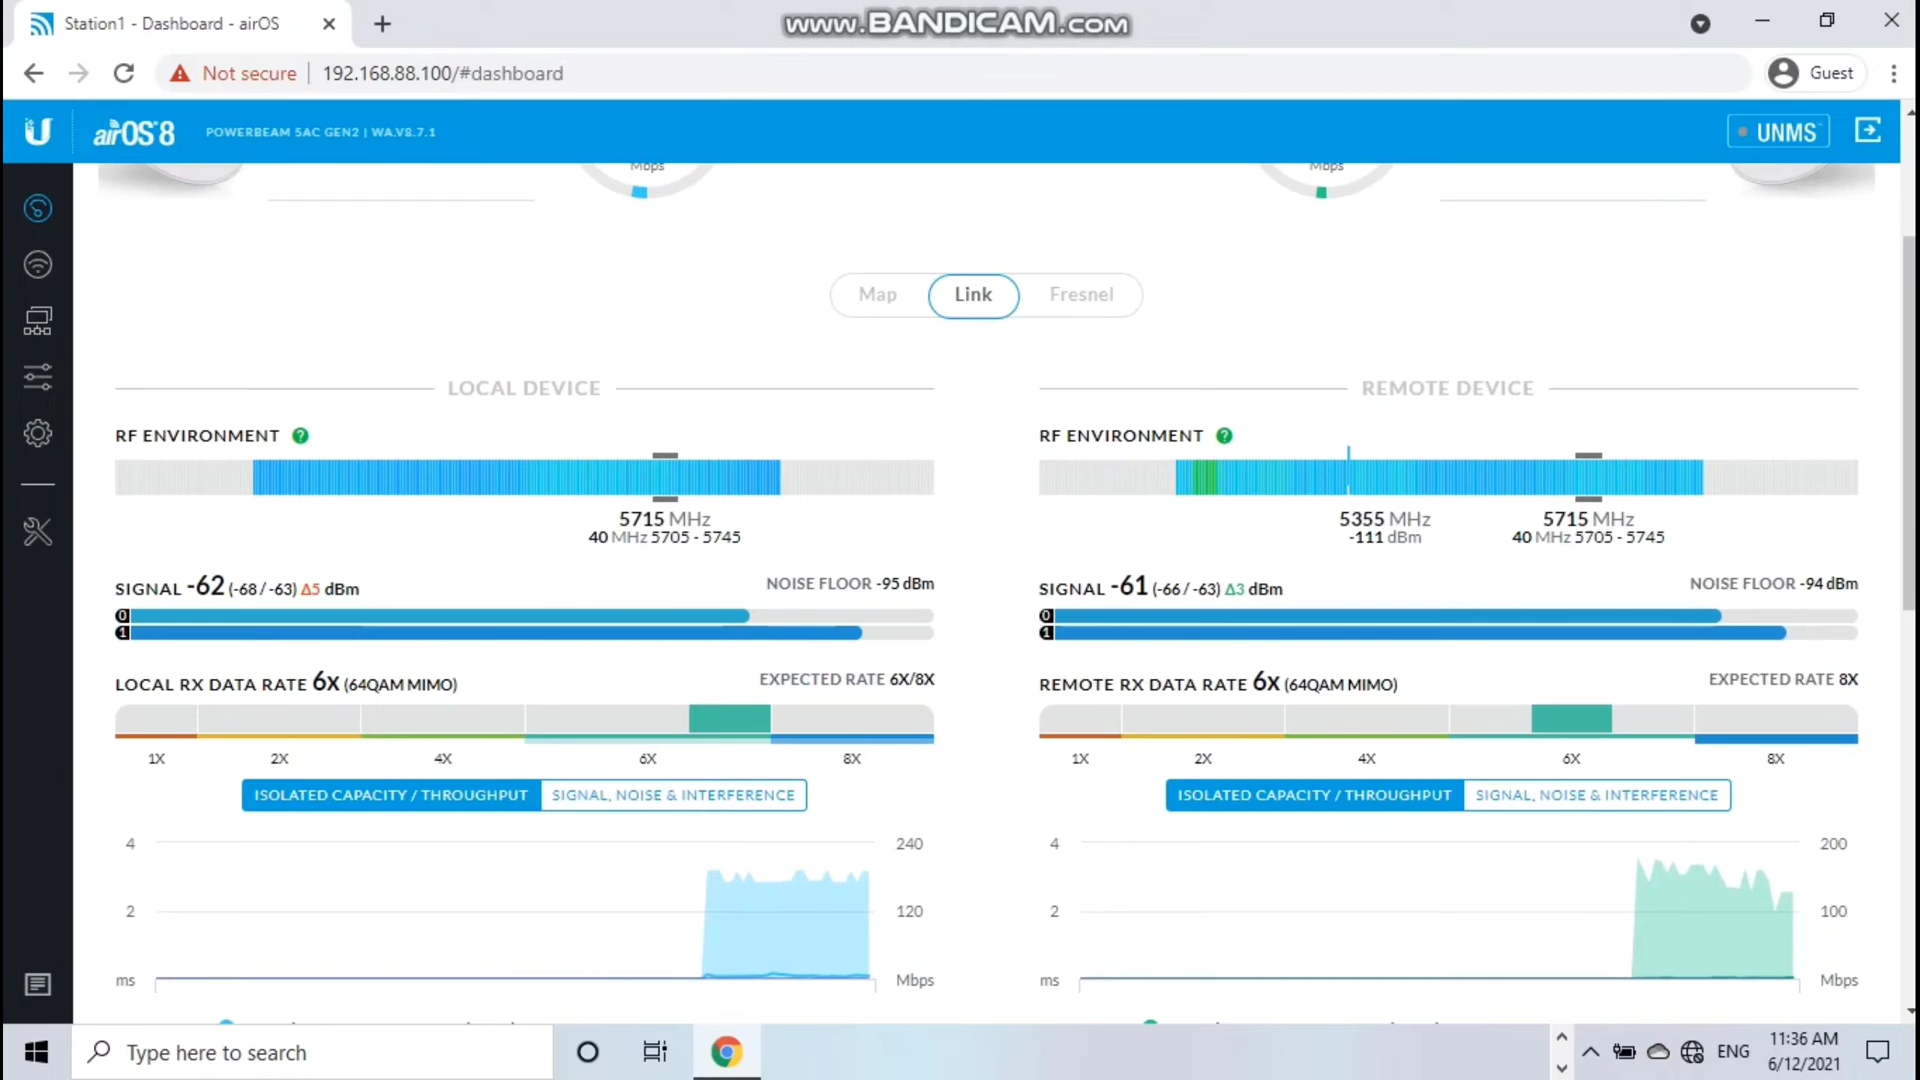 Station1 - Dashboard - airOS
www.BANDICAM.com
Not secure
192.168.88.100/#dashboard
Guest
airOS 8
POWERBEAM 5AC GEN2 | WA.V8.7.1
UNMS
Mbps
Mbps
Map
Link
Fresnel
LOCAL DEVICE
RF ENVIRONMENT ?
5715 MHz
40 MHz 5705 - 5745
SIGNAL -62 (-68 / -63) Δ5 dBm
NOISE FLOOR -95 dBm
0
1
LOCAL RX DATA RATE 6X (64QAM MIMO)
EXPECTED RATE 6X/8X
1X
2X
4X
6X
8X
ISOLATED CAPACITY / THROUGHPUT
SIGNAL, NOISE & INTERFERENCE
4
240
2
120
ms
Mbps
REMOTE DEVICE
RF ENVIRONMENT ?
5355 MHz
-111 dBm
5715 MHz
40 MHz 5705 - 5745
SIGNAL -61 (-66 / -63) Δ3 dBm
NOISE FLOOR -94 dBm
0
1
REMOTE RX DATA RATE 6X (64QAM MIMO)
EXPECTED RATE 8X
1X
2X
4X
6X
8X
ISOLATED CAPACITY / THROUGHPUT
SIGNAL, NOISE & INTERFERENCE
4
200
2
100
ms
Mbps
Type here to search
ENG
11:36 AM
6/12/2021